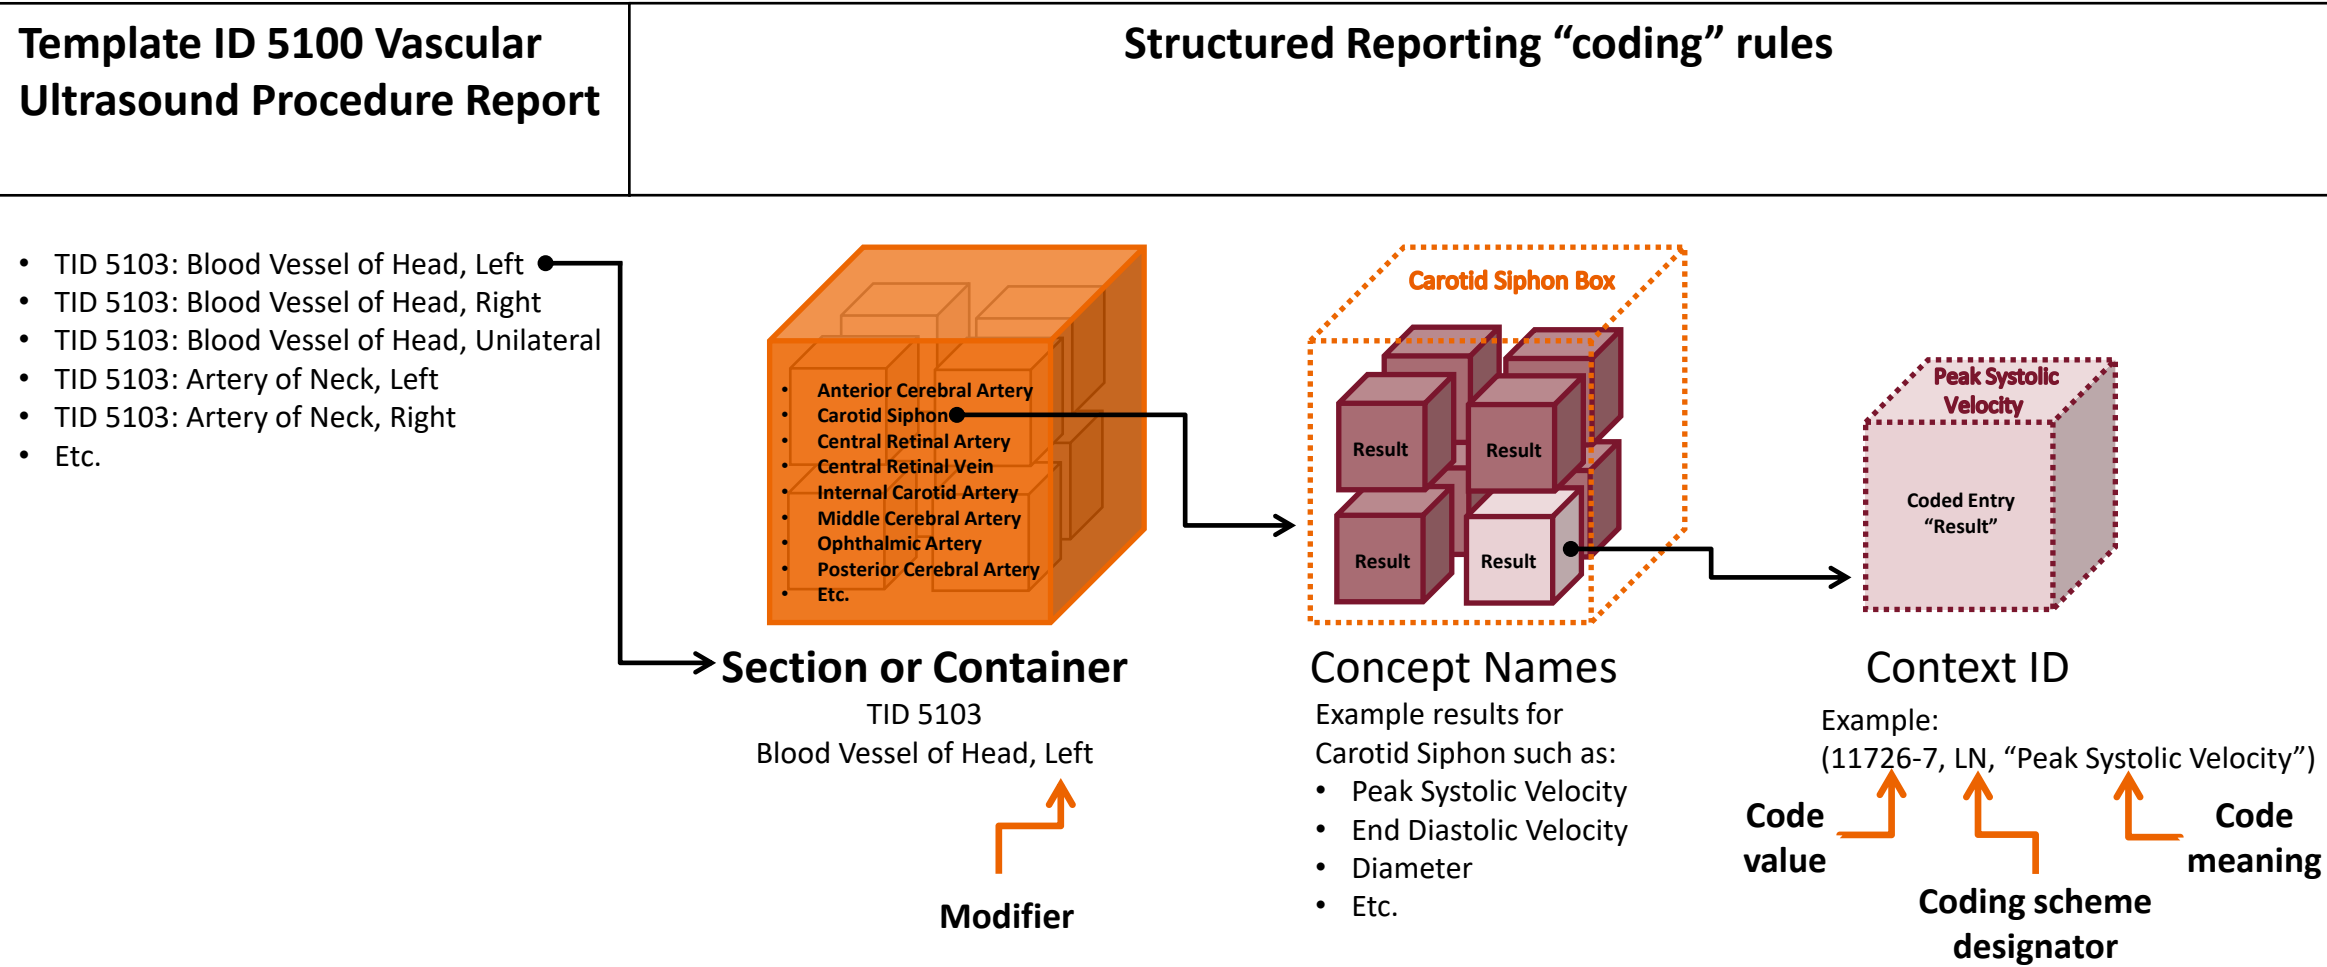 Template ID 5100 Vascular
Ultrasound Procedure Report
Structured Reporting “coding” rules
• TID 5103: Blood Vessel of Head, Left
• TID 5103: Blood Vessel of Head, Right
• TID 5103: Blood Vessel of Head, Unilateral
• TID 5103: Artery of Neck, Left
• TID 5103: Artery of Neck, Right
• Etc.
• Anterior Cerebral Artery
• Carotid Siphon
• Central Retinal Artery
• Central Retinal Vein
• Internal Carotid Artery
• Middle Cerebral Artery
• Ophthalmic Artery
• Posterior Cerebral Artery
• Etc.
Section or Container
TID 5103
Blood Vessel of Head, Left
Modifier
Carotid Siphon Box
Result
Result
Result
Result
Concept Names
Example results for
Carotid Siphon such as:
• Peak Systolic Velocity
• End Diastolic Velocity
• Diameter
• Etc.
Peak Systolic
Velocity
Coded Entry
“Result”
Context ID
Example:
(11726-7, LN, “Peak Systolic Velocity”)
Code
value
Coding scheme
designator
Code
meaning